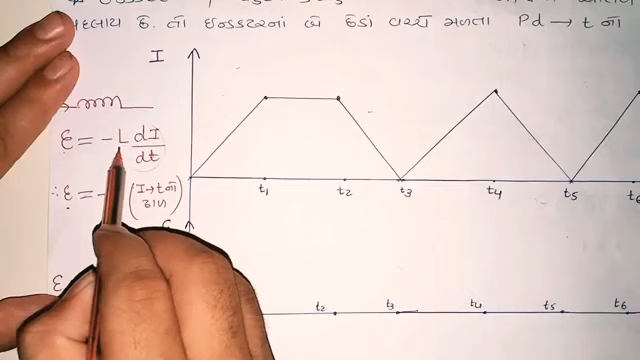 બદલાય છે. તો ઇન્ડક્ટરનાં બે છેડા વચ્ચે મળતા Pd → t નો
I
ε = -L dI/dt
t₁ t₂ t₃ t₄ t₅ t₆
∴ ε = - (I→t નો ઢાળ)
ε
t₂ t₃ t₄ t₅ t₆